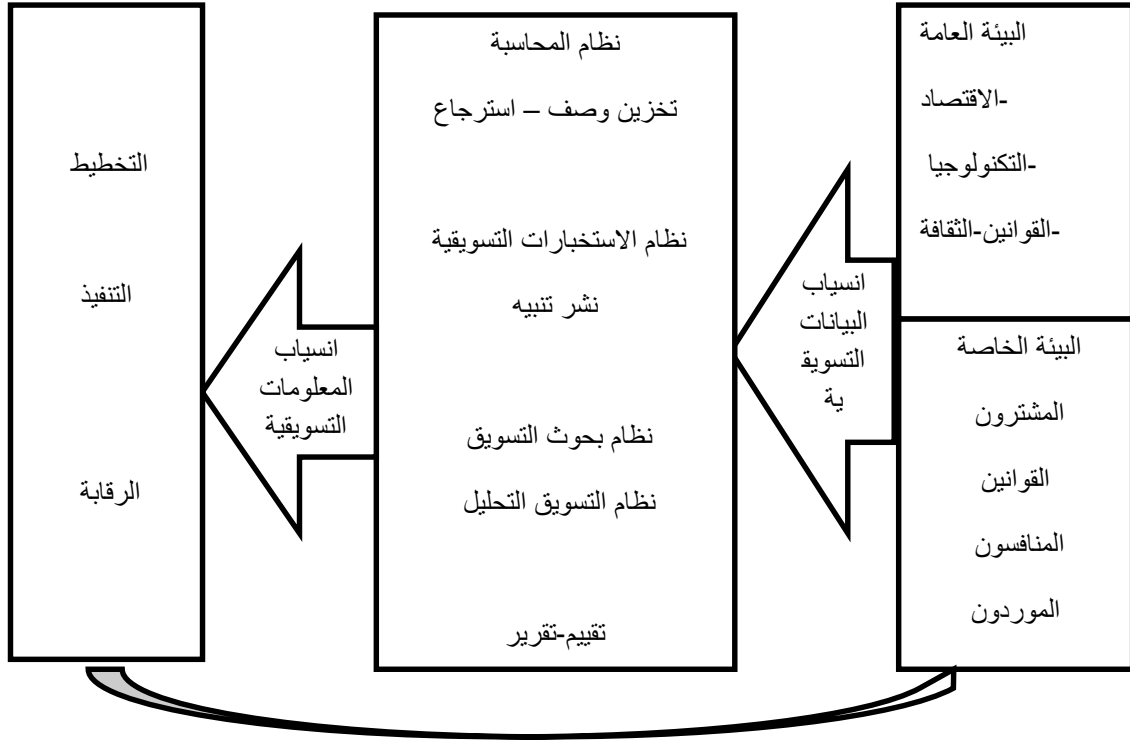 البيئة العامة
-الاقتصاد
-التكنولوجيا
-القوانين-الثقافة
البيئة الخاصة
المشترون
القوانين
المنافسون
الموردون
انسياب
البيانات
التسويق
ية
نظام المحاسبة
تخزين وصف – استرجاع
نظام الاستخبارات التسويقية
نشر تنبيه
نظام بحوث التسويق
نظام التسويق التحليل
تقييم-تقرير
انسياب
المعلومات
التسويقية
التخطيط
التنفيذ
الرقابة